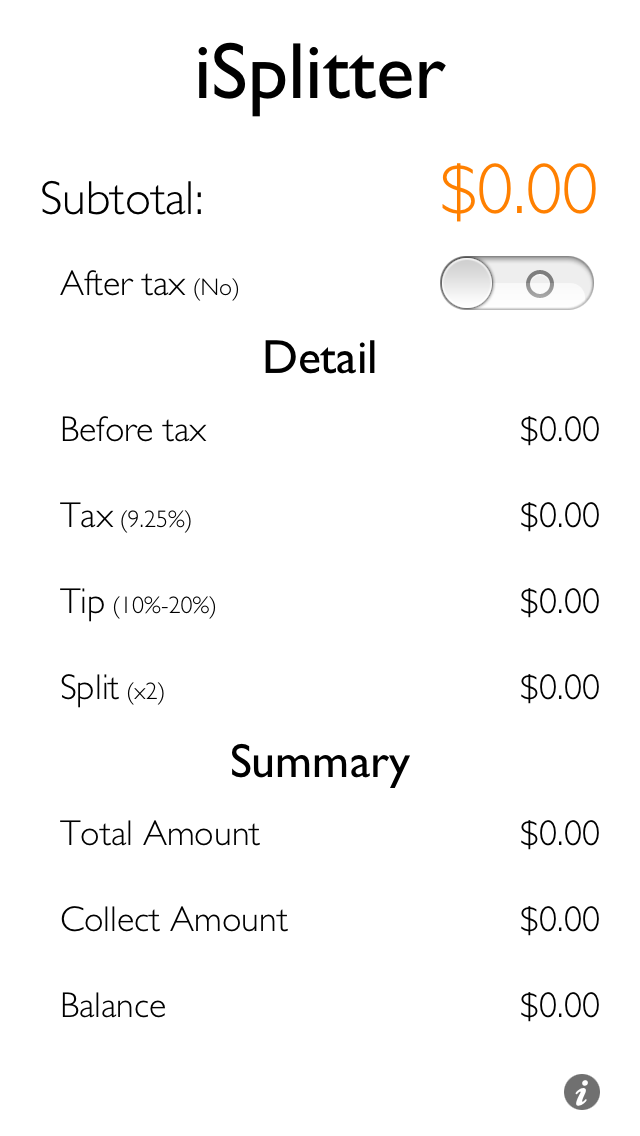 iSplitter
Subtotal: $0.00
After tax (No)
Detail
Before tax $0.00
Tax (9.25%) $0.00
Tip (10%-20%) $0.00
Split (x2) $0.00
Summary
Total Amount $0.00
Collect Amount $0.00
Balance $0.00
i